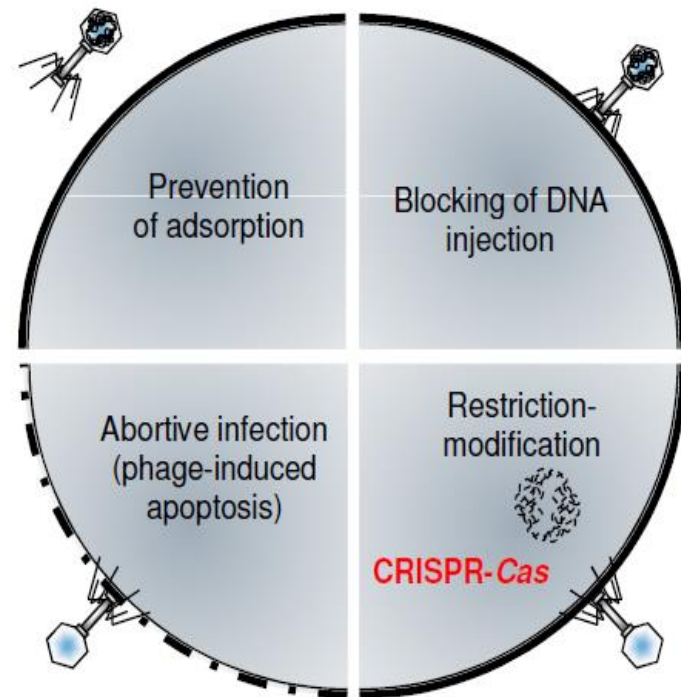 Prevention
of adsorption
Blocking of DNA
injection
Abortive infection
(phage-induced
apoptosis)
Restriction-
modification
CRISPR-Cas